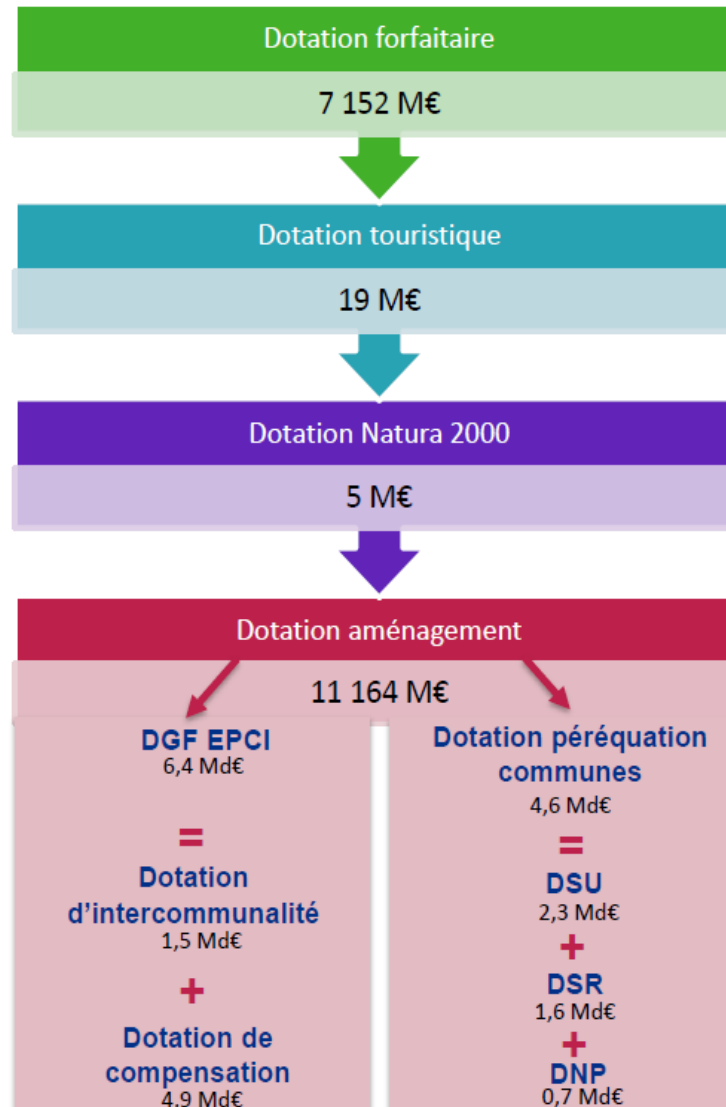 Dotation forfaitaire
7 152 M€
Dotation touristique
19 M€
Dotation Natura 2000
5 M€
Dotation aménagement
11 164 M€
DGF EPCI
6,4 Md€
=
Dotation
d'intercommunalité
1,5 Md€
+
Dotation de
compensation
4,9 Md€
Dotation péréquation
communes
4,6 Md€
=
DSU
2,3 Md€
+
DSR
1,6 Md€
+
DNP
0,7 Md€